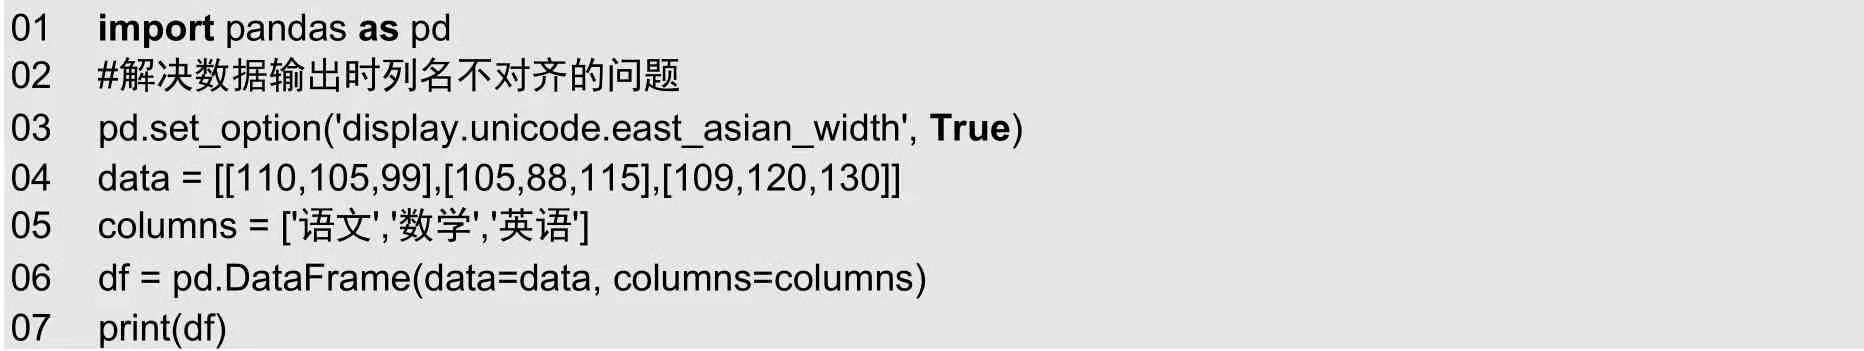 01 import pandas as pd
02 #解决数据输出时列名不对齐的问题
03 pd.set_option('display.unicode.east_asian_width', True)
04 data = [[110,105,99],[105,88,115],[109,120,130]]
05 columns = ['语文','数学','英语']
06 df = pd.DataFrame(data=data, columns=columns)
07 print(df)